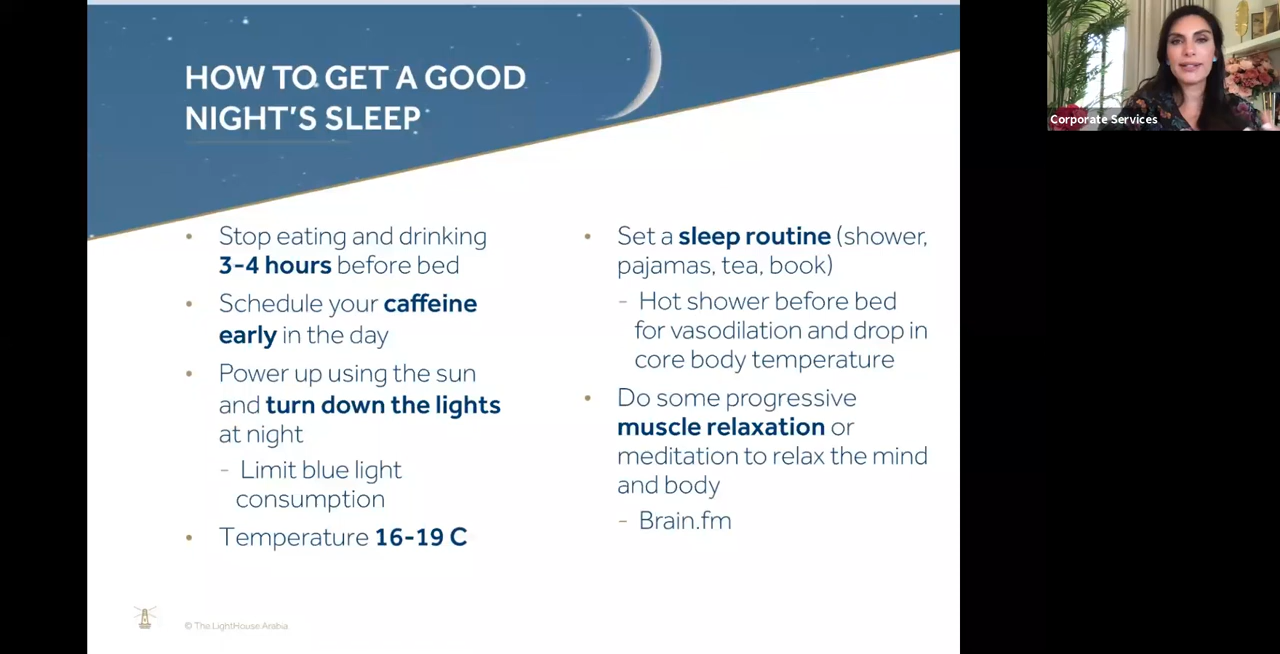 HOW TO GET A GOOD
NIGHT'S SLEEP
• Stop eating and drinking
3-4 hours before bed
• Schedule your caffeine
early in the day
• Power up using the sun
and turn down the lights
at night
- Limit blue light
consumption
• Temperature 16-19 C
• Set a sleep routine (shower,
pajamas, tea, book)
- Hot shower before bed
for vasodilation and drop in
core body temperature
• Do some progressive
muscle relaxation or
meditation to relax the mind
and body
- Brain.fm
© The LightHouse Arabia
Corporate Services